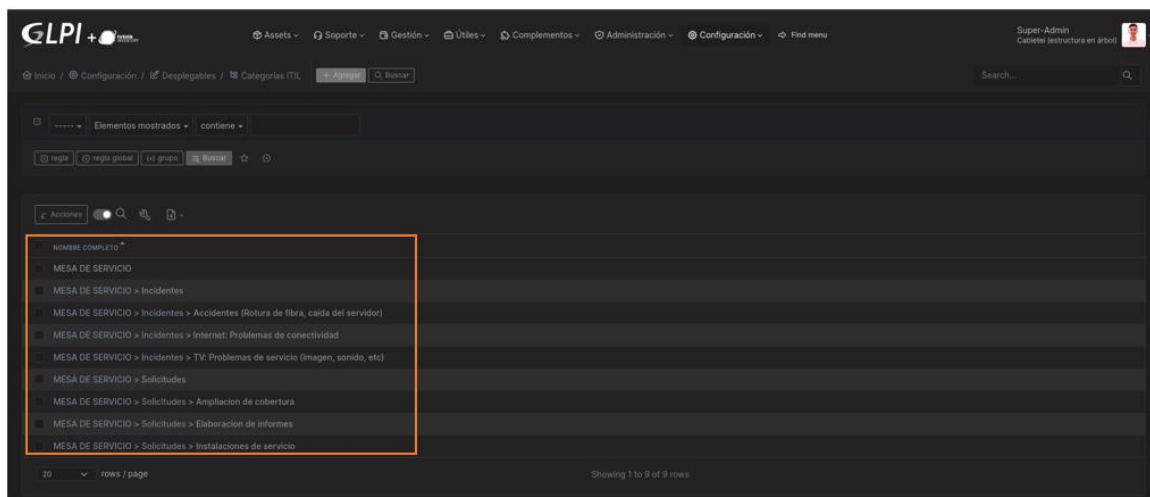 GLPI +
Assets Soporte Gestión Útiles Complementos Administración Configuración Find menu
Super-Admin
Cabletel (estructura en árbol)
Inicio / Configuración / Desplegables / Categorías ITIL + Agregar Buscar Search...
----- Elementos mostrados contiene
regla regla global (+) grupo Buscar
Acciones
NOMBRE COMPLETO
MESA DE SERVICIO
MESA DE SERVICIO > Incidentes
MESA DE SERVICIO > Incidentes > Accidentes (Rotura de fibra, caida del servidor)
MESA DE SERVICIO > Incidentes > Internet: Problemas de conectividad
MESA DE SERVICIO > Incidentes > TV: Problemas de servicio (imagen, sonido, etc)
MESA DE SERVICIO > Solicitudes
MESA DE SERVICIO > Solicitudes > Ampliacion de cobertura
MESA DE SERVICIO > Solicitudes > Elaboracion de informes
MESA DE SERVICIO > Solicitudes > Instalaciones de servicio
20 rows / page Showing 1 to 9 of 9 rows